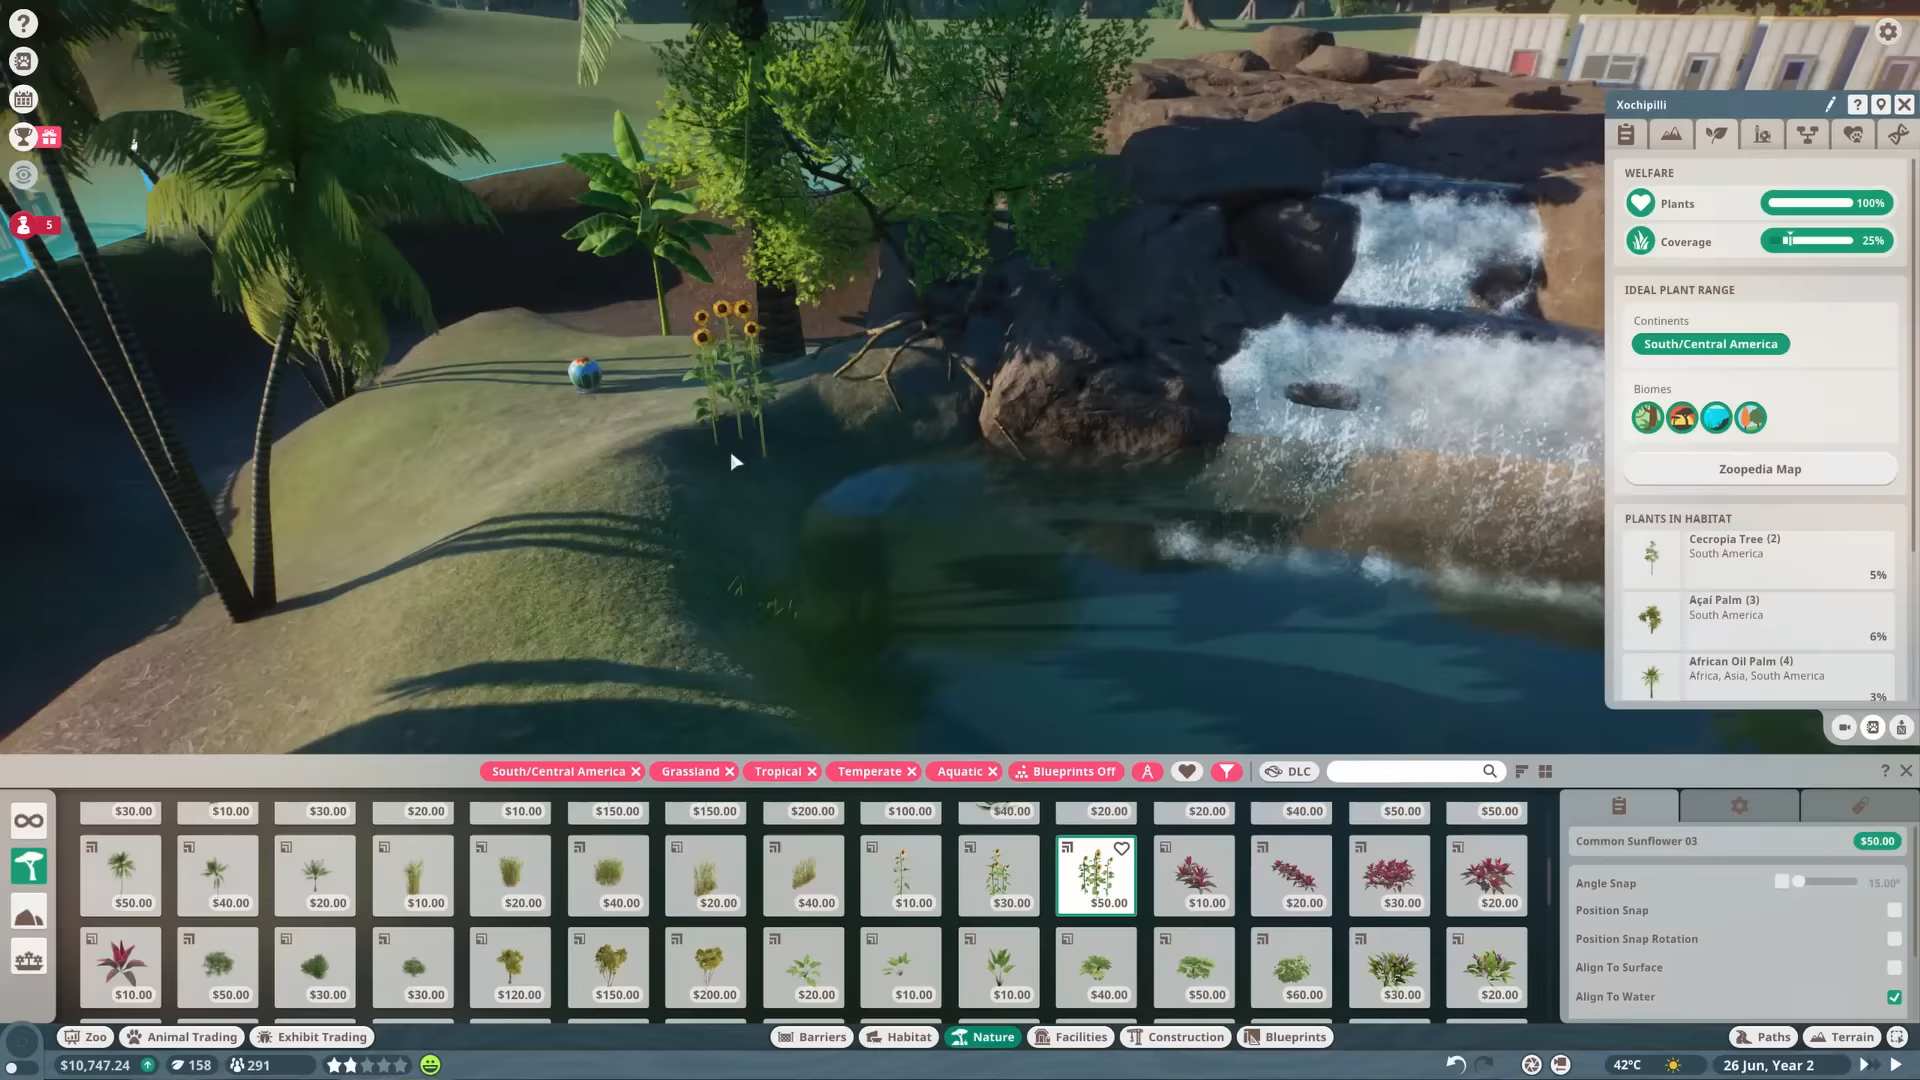 ?
Xochipilli
?
5
WELFARE
Plants
100%
Coverage
25%
IDEAL PLANT RANGE
Continents
South/Central America
Biomes
Zoopedia Map
PLANTS IN HABITAT
Cecropia Tree (2)
South America
5%
Açaí Palm (3)
South America
6%
African Oil Palm (4)
Africa, Asia, South America
3%
South/Central America
Grassland
Tropical
Temperate
Aquatic
Blueprints Off
DLC
?
$30.00 $10.00 $30.00 $20.00 $10.00 $150.00 $150.00 $200.00 $100.00 $40.00 $20.00 $20.00 $40.00 $50.00 $50.00
$50.00 $40.00 $20.00 $10.00 $20.00 $40.00 $20.00 $40.00 $10.00 $30.00 $50.00 $10.00 $20.00 $30.00 $20.00
$10.00 $50.00 $30.00 $30.00 $120.00 $150.00 $200.00 $20.00 $10.00 $10.00 $40.00 $50.00 $60.00 $30.00 $20.00
Common Sunflower 03
$50.00
Angle Snap
15.00°
Position Snap
Position Snap Rotation
Align To Surface
Align To Water
Zoo
Animal Trading
Exhibit Trading
Barriers
Habitat
Nature
Facilities
Construction
Blueprints
Paths
Terrain
$10,747.24
158
291
42°C
26 Jun, Year 2